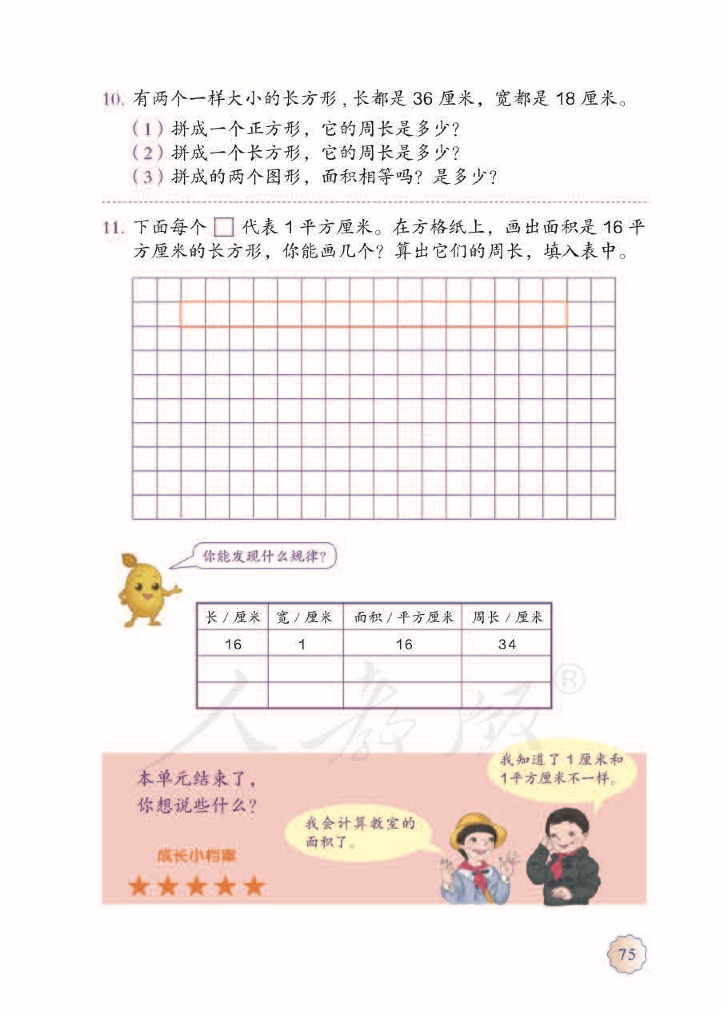 10. 有两个一样大小的长方形，长都是 36 厘米，宽都是 18 厘米。
（1）拼成一个正方形，它的周长是多少？
（2）拼成一个长方形，它的周长是多少？
（3）拼成的两个图形，面积相等吗？是多少？
11. 下面每个 □ 代表 1 平方厘米。在方格纸上，画出面积是 16 平
方厘米的长方形，你能画几个？算出它们的周长，填入表中。
你能发现什么规律？
长/厘米 宽/厘米 面积/平方厘米 周长/厘米
16 1 16 34
人教版®
本单元结束了，
你想说些什么？
成长小档案
我会计算教室的
面积了。
我知道了 1 厘米和
1平方厘米不一样。
75